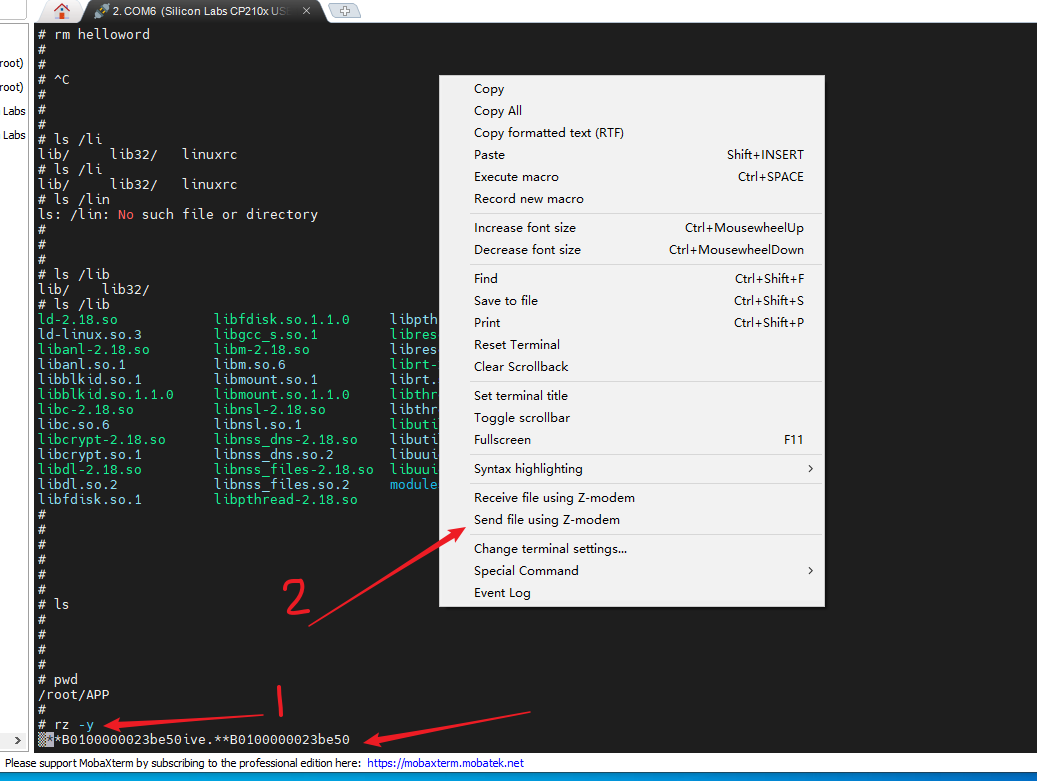 2. COM6 (Silicon Labs CP210x US
# rm helloword
#
root)
#
# ^C
root)
#
Labs
#
#
Labs
# ls /li
lib/ lib32/ linuxrc
# ls /li
lib/ lib32/ linuxrc
# ls /lin
ls: /lin: No such file or directory
#
#
#
# ls /lib
lib/ lib32/
# ls /lib
ld-2.18.so libfdisk.so.1.1.0 libpth
ld-linux.so.3 libgcc_s.so.1 libres
libanl-2.18.so libm-2.18.so libres
libanl.so.1 libm.so.6 librt-
libblkid.so.1 libmount.so.1 librt.
libblkid.so.1.1.0 libmount.so.1.1.0 libthr
libc-2.18.so libnsl-2.18.so libthr
libc.so.6 libnsl.so.1 libuti
libcrypt-2.18.so libnss_dns-2.18.so libuti
libcrypt.so.1 libnss_dns.so.2 libuui
libdl-2.18.so libnss_files-2.18.so libuui
libdl.so.2 libnss_files.so.2 module
libfdisk.so.1 libpthread-2.18.so
#
#
#
#
#
#
# ls
#
#
#
#
# pwd
/root/APP
#
# rz -y
*B0100000023be50ive.**B0100000023be50
Copy
Copy All
Copy formatted text (RTF)
Paste Shift+INSERT
Execute macro Ctrl+SPACE
Record new macro
Increase font size Ctrl+MousewheelUp
Decrease font size Ctrl+MousewheelDown
Find Ctrl+Shift+F
Save to file Ctrl+Shift+S
Print Ctrl+Shift+P
Reset Terminal
Clear Scrollback
Set terminal title
Toggle scrollbar
Fullscreen F11
Syntax highlighting
Receive file using Z-modem
Send file using Z-modem
Change terminal settings...
Special Command
Event Log
2
1
Please support MobaXterm by subscribing to the professional edition here: https://mobaxterm.mobatek.net